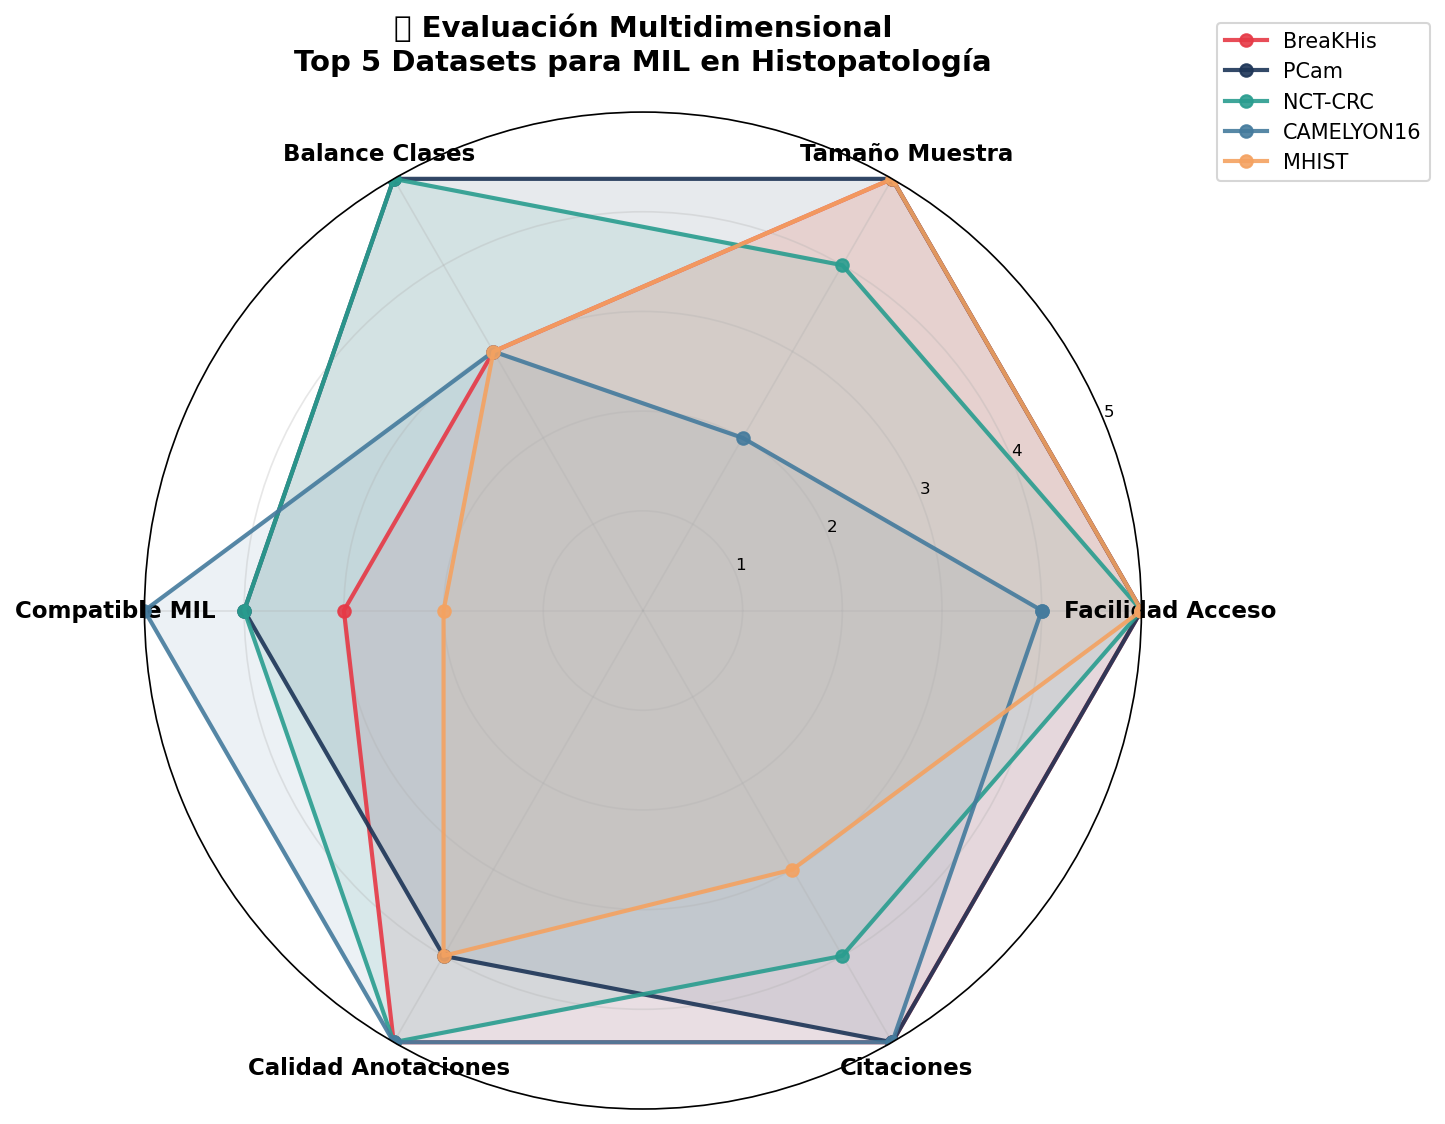 Evaluación Multidimensional
Top 5 Datasets para MIL en Histopatología
BreaKHis
PCam
NCT-CRC
CAMELYON16
MHIST
Balance Clases
Tamaño Muestra
5
4
3
2
1
Compatible MIL
Facilidad Acceso
Calidad Anotaciones
Citaciones